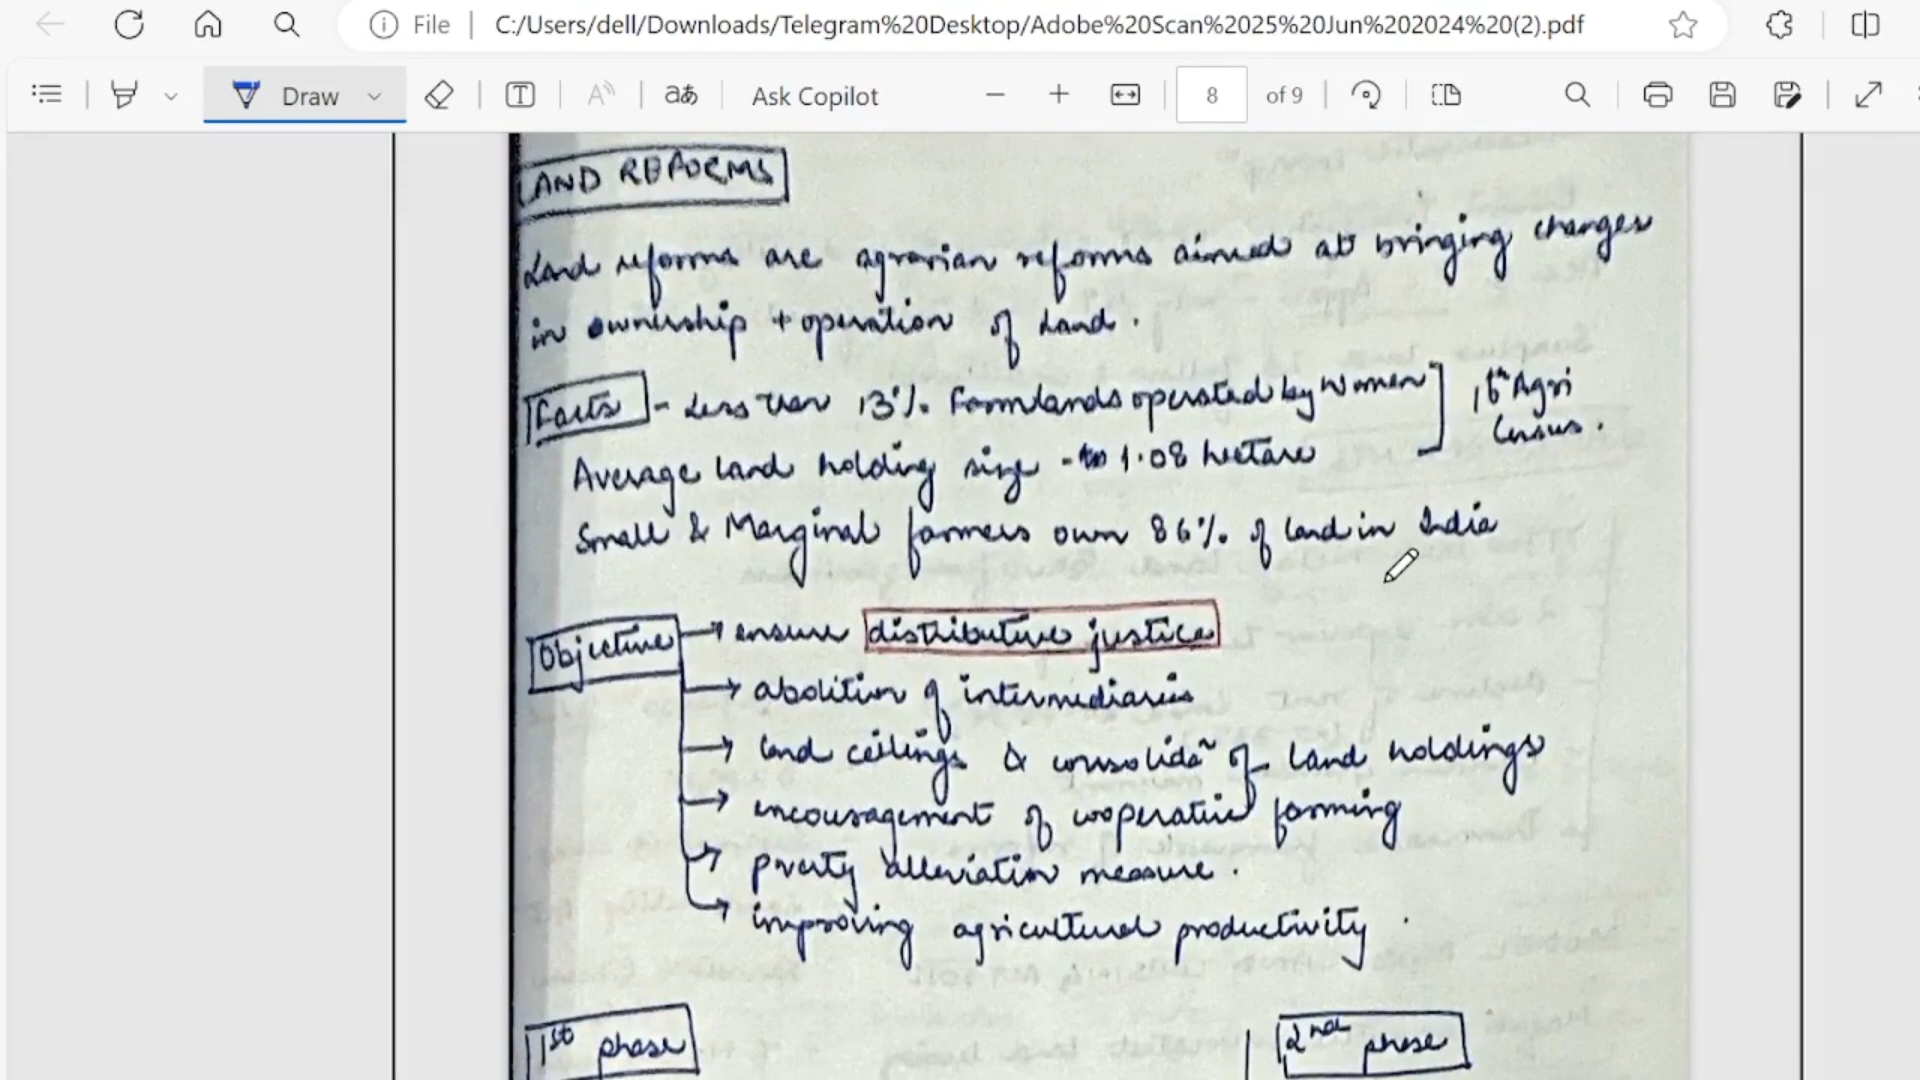 File
C:/Users/dell/Downloads/Telegram%20Desktop/Adobe%20Scan%2025%20Jun%202024%20(2).pdf
Draw
Ask Copilot
8 of 9
LAND REFORMS
Land reforms are agrarian reforms aimed at bringing changes
in ownership + operation of Land.
Facts - Less than 13% Farmlands operated by Women
Average land holding size - 1.08 hectare
Agri
Census.
Small & Marginal farmers own 86% of land in India
Objective → ensure distributive justice
→ abolition of intermediaries
→ land ceilings & consolida~ of land holdings
→ encouragement of cooperative farming
→ poverty alleviation measure.
→ improving agricultural productivity.
1st phase
2nd phase